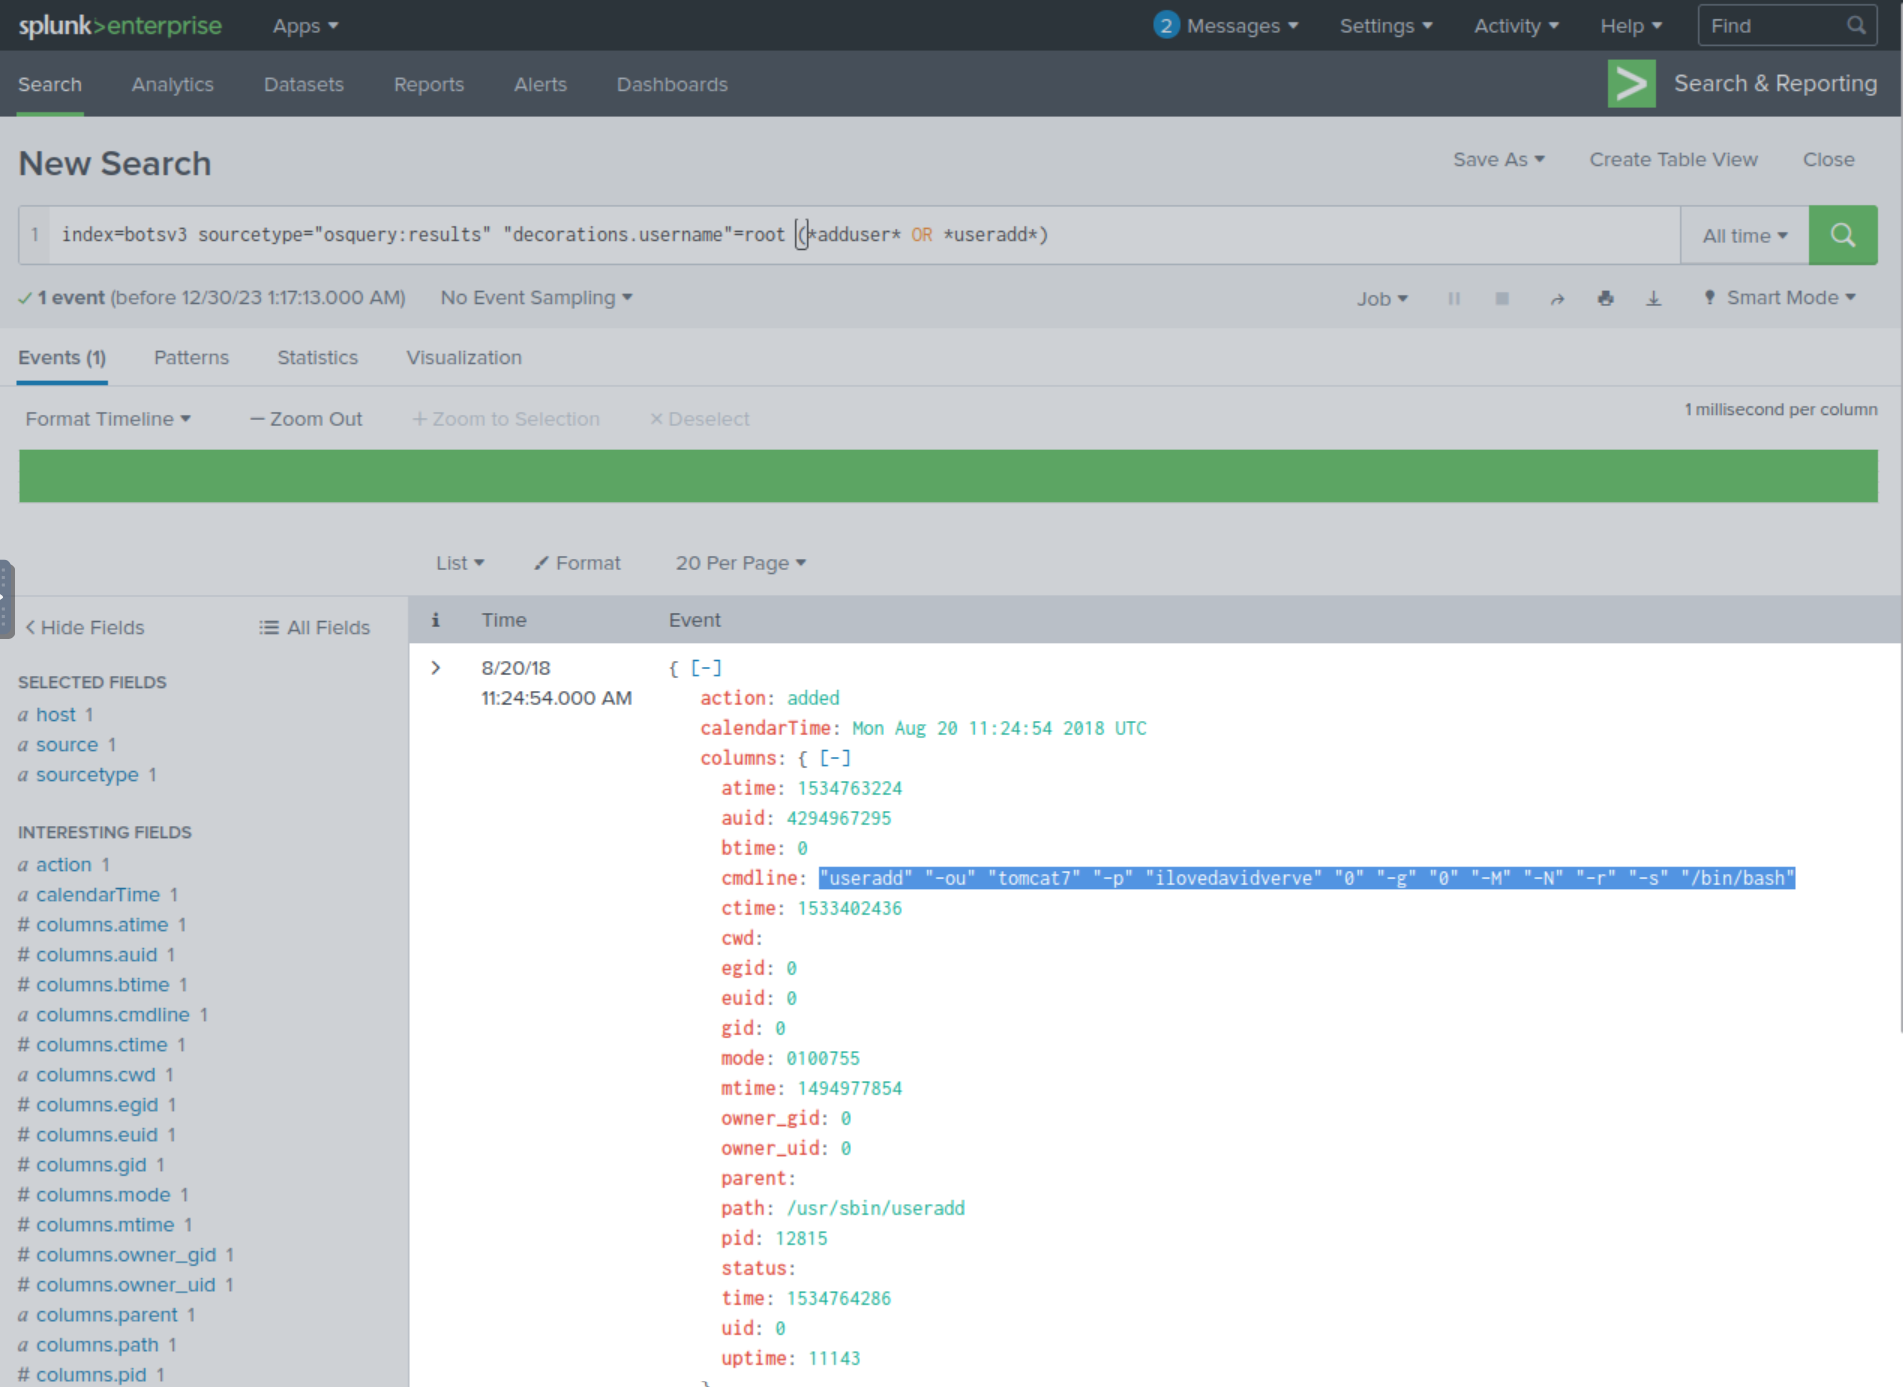 splunk>enterprise Apps 2 Messages Settings Activity Help Find
Search Analytics Datasets Reports Alerts Dashboards > Search & Reporting
New Search Save As Create Table View Close
1 index=botsv3 sourcetype="osquery:results" "decorations.username"=root (*adduser* OR *useradd*) All time
✓ 1 event (before 12/30/23 1:17:13.000 AM) No Event Sampling Job Smart Mode
Events (1) Patterns Statistics Visualization
Format Timeline — Zoom Out + Zoom to Selection × Deselect 1 millisecond per column
List Format 20 Per Page
< Hide Fields All Fields
i Time Event
SELECTED FIELDS
a host 1
a source 1
a sourcetype 1
INTERESTING FIELDS
a action 1
a calendarTime 1
# columns.atime 1
# columns.auid 1
# columns.btime 1
a columns.cmdline 1
# columns.ctime 1
a columns.cwd 1
# columns.egid 1
# columns.euid 1
# columns.gid 1
# columns.mode 1
# columns.mtime 1
# columns.owner_gid 1
# columns.owner_uid 1
a columns.parent 1
a columns.path 1
# columns.pid 1
> 8/20/18
11:24:54.000 AM
{ [-]
action: added
calendarTime: Mon Aug 20 11:24:54 2018 UTC
columns: { [-]
atime: 1534763224
auid: 4294967295
btime: 0
cmdline: "useradd" "-ou" "tomcat7" "-p" "ilovedavidverve" "0" "-g" "0" "-M" "-N" "-r" "-s" "/bin/bash"
ctime: 1533402436
cwd:
egid: 0
euid: 0
gid: 0
mode: 0100755
mtime: 1494977854
owner_gid: 0
owner_uid: 0
parent:
path: /usr/sbin/useradd
pid: 12815
status:
time: 1534764286
uid: 0
uptime: 11143
}